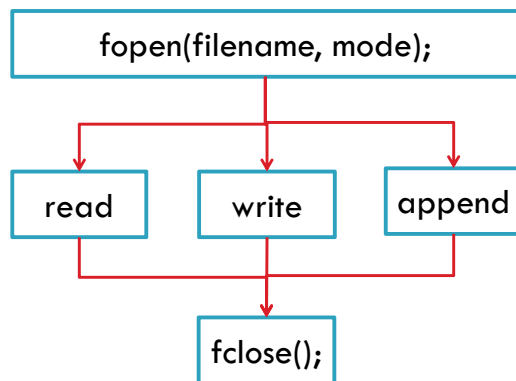 fopen(filename, mode);
read
write
append
fclose();